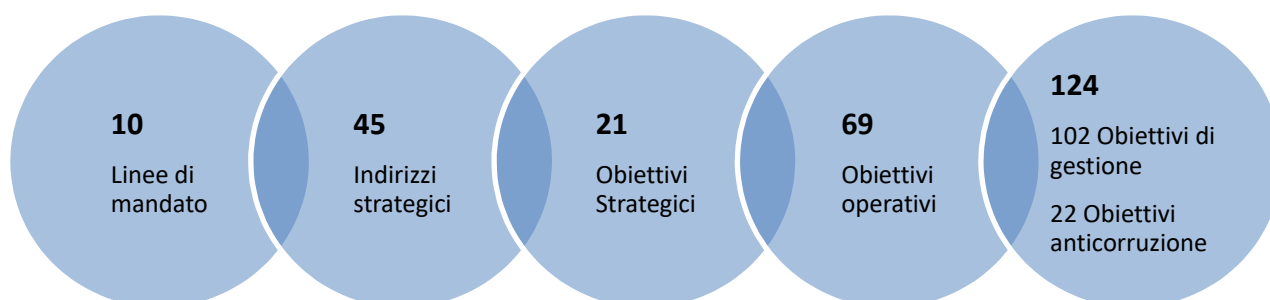 10
Linee di
mandato
45
Indirizzi
strategici
21
Obiettivi
Strategici
69
Obiettivi
operativi
124
102 Obiettivi di
gestione
22 Obiettivi
anticorruzione